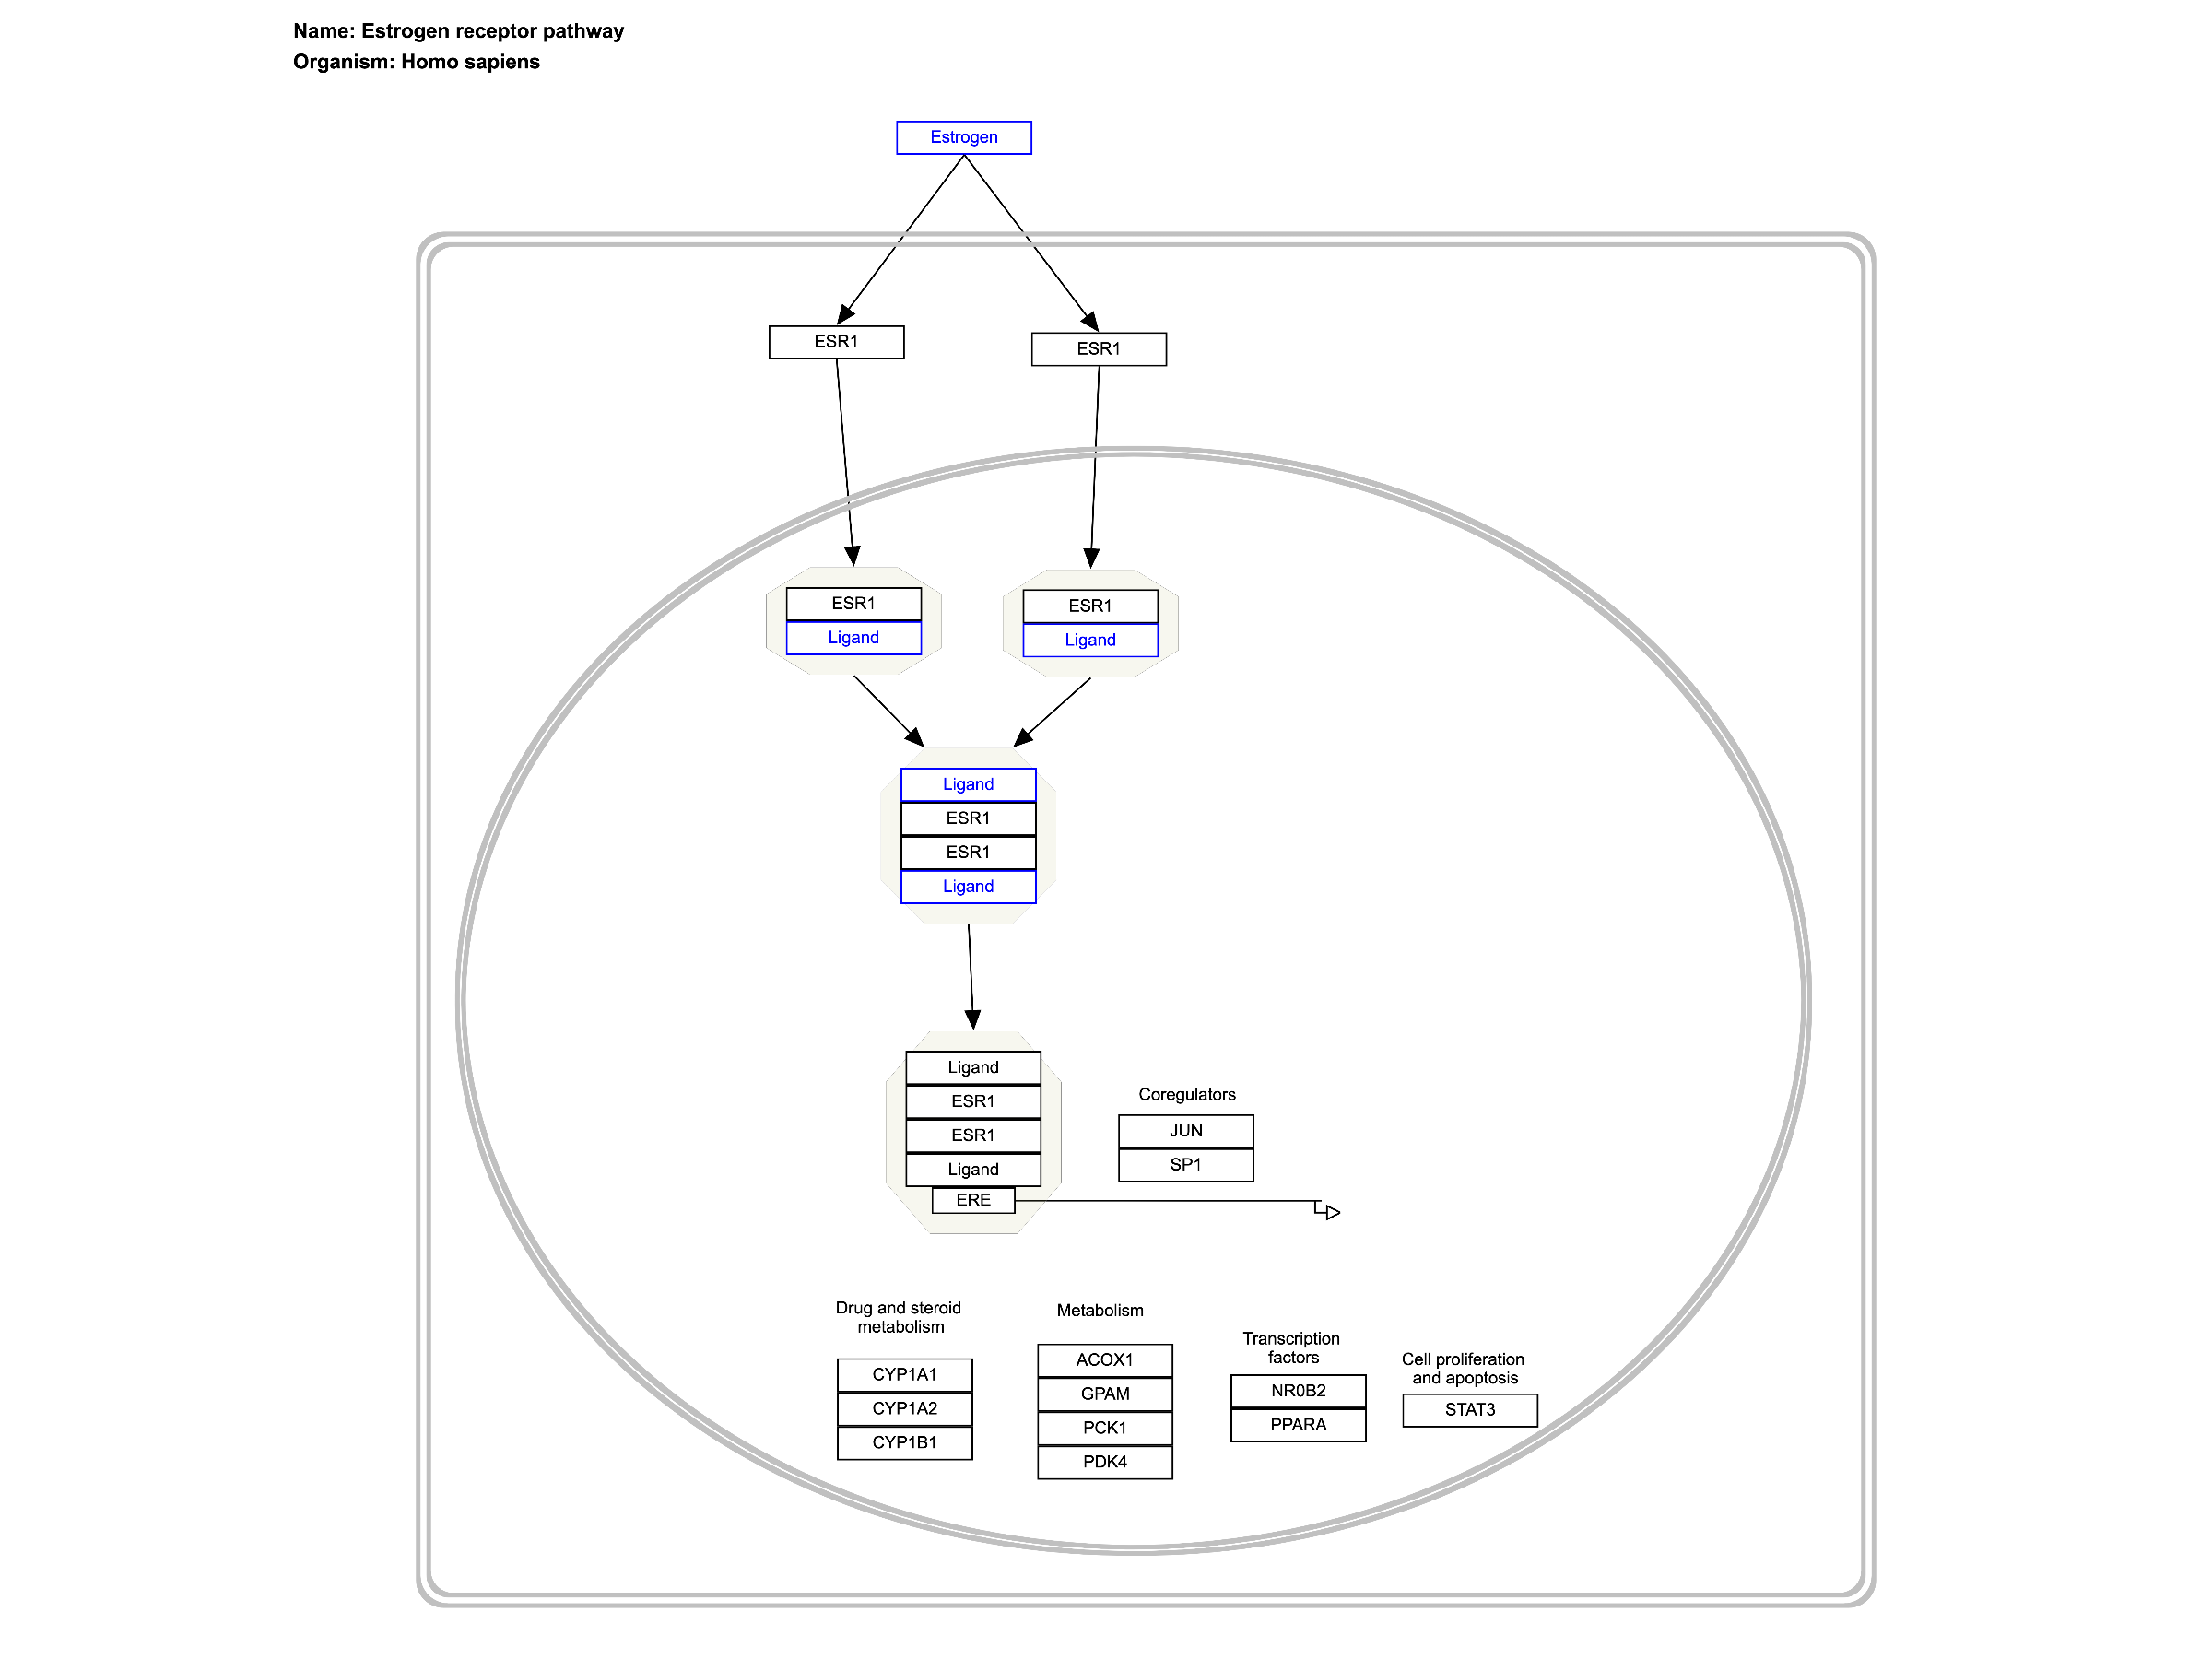 Name: Estrogen receptor pathway
Organism: Homo sapiens
Estrogen
ESR1
ESR1
ESR1
Ligand
ESR1
Ligand
Ligand
ESR1
ESR1
Ligand
Ligand
ESR1
ESR1
Ligand
ERE
Coregulators
JUN
SP1
Drug and steroid
metabolism
CYP1A1
CYP1A2
CYP1B1
Metabolism
ACOX1
GPAM
PCK1
PDK4
Transcription
factors
NR0B2
PPARA
Cell proliferation
and apoptosis
STAT3